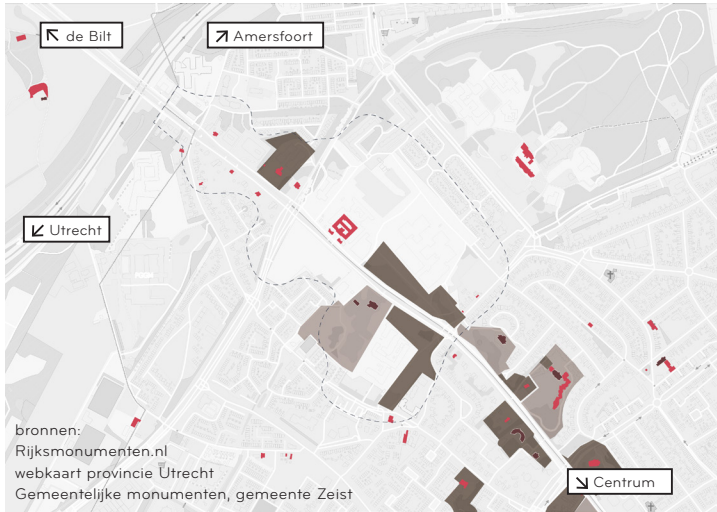 ↖ de Bilt
↗ Amersfoort
↙ Utrecht
bronnen:
Rijksmonumenten.nl
webkaart provincie Utrecht
Gemeentelijke monumenten, gemeente Zeist
↘ Centrum